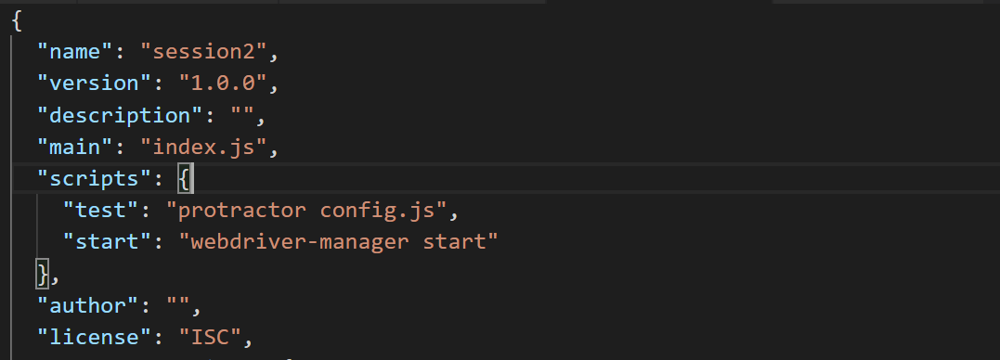 {
"name": "session2",
"version": "1.0.0",
"description": "",
"main": "index.js",
"scripts": {
"test": "protractor config.js",
"start": "webdriver-manager start"
},
"author": "",
"license": "ISC",